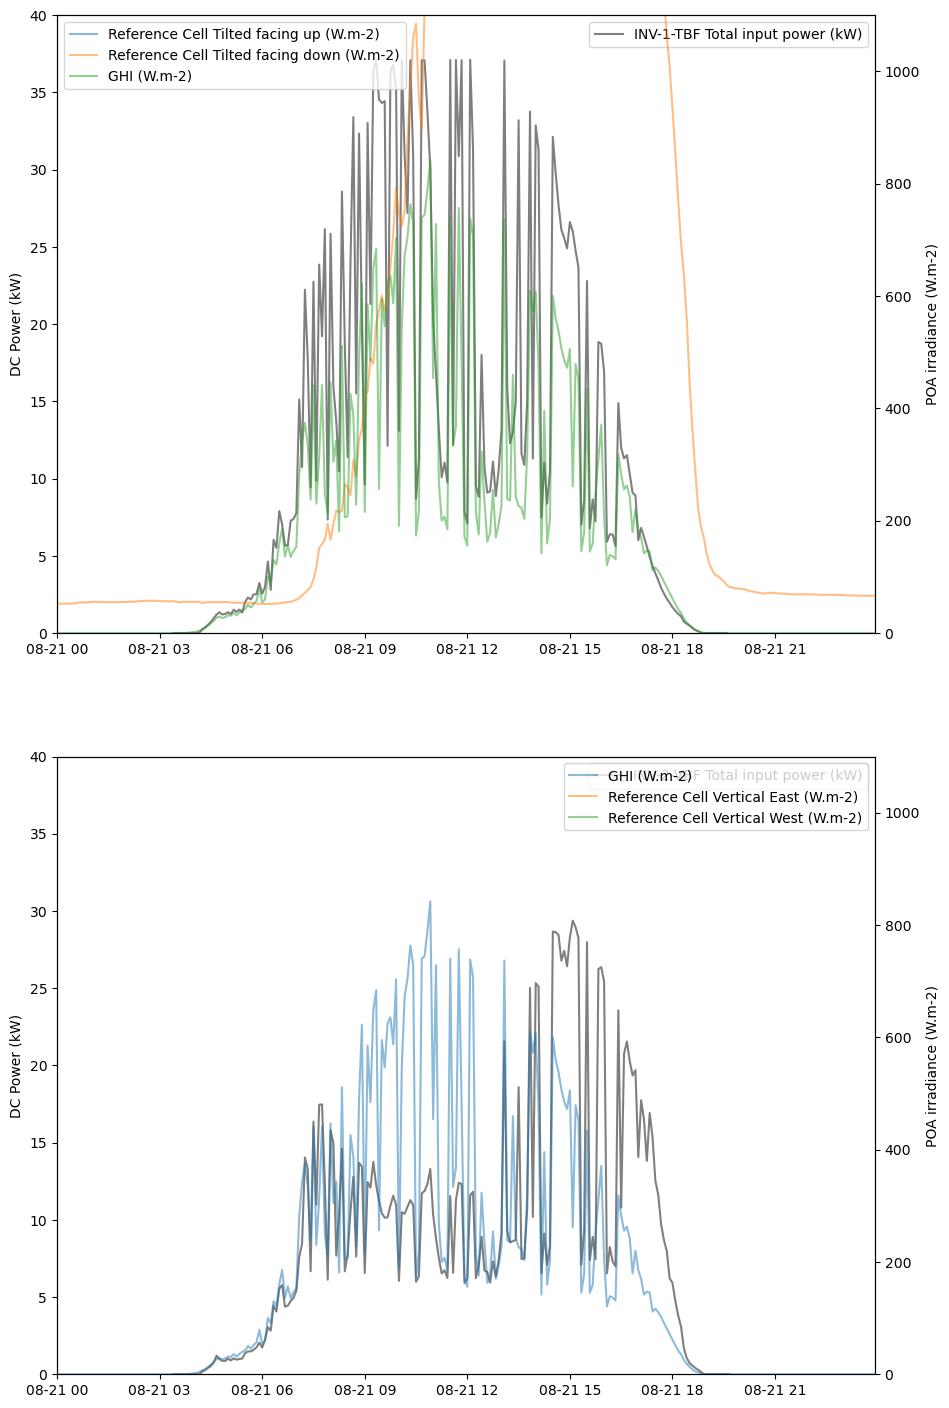 40
35
30
25
20
15
10
5
0
DC Power (kW)
Reference Cell Tilted facing up (W.m-2)
Reference Cell Tilted facing down (W.m-2)
GHI (W.m-2)
INV-1-TBF Total input power (kW)
1000
800
600
400
200
0
POA irradiance (W.m-2)
08-21 00 08-21 03 08-21 06 08-21 09 08-21 12 08-21 15 08-21 18 08-21 21
40
35
30
25
20
15
10
5
0
DC Power (kW)
GHI (W.m-2)
Total input power (kW)
Reference Cell Vertical East (W.m-2)
Reference Cell Vertical West (W.m-2)
1000
800
600
400
200
0
POA irradiance (W.m-2)
08-21 00 08-21 03 08-21 06 08-21 09 08-21 12 08-21 15 08-21 18 08-21 21